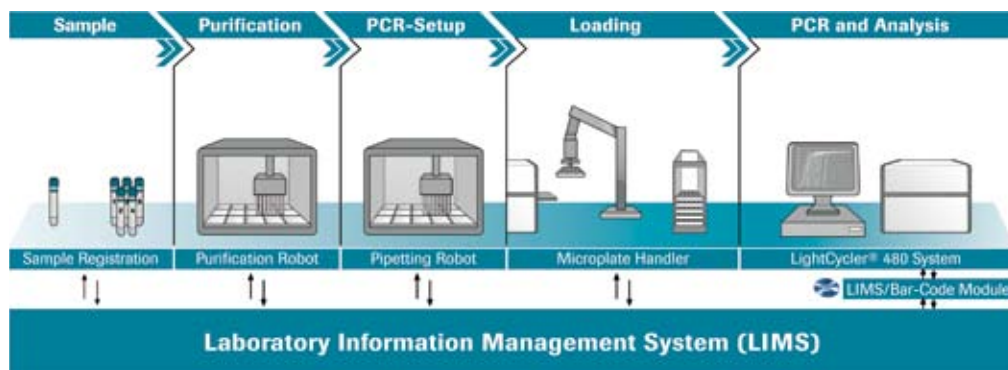 Sample
Purification
PCR-Setup
Loading
PCR and Analysis
Sample Registration
Purification Robot
Pipetting Robot
Microplate Handler
LightCycler® 480 System
LIMS/Bar-Code Module
Laboratory Information Management System (LIMS)